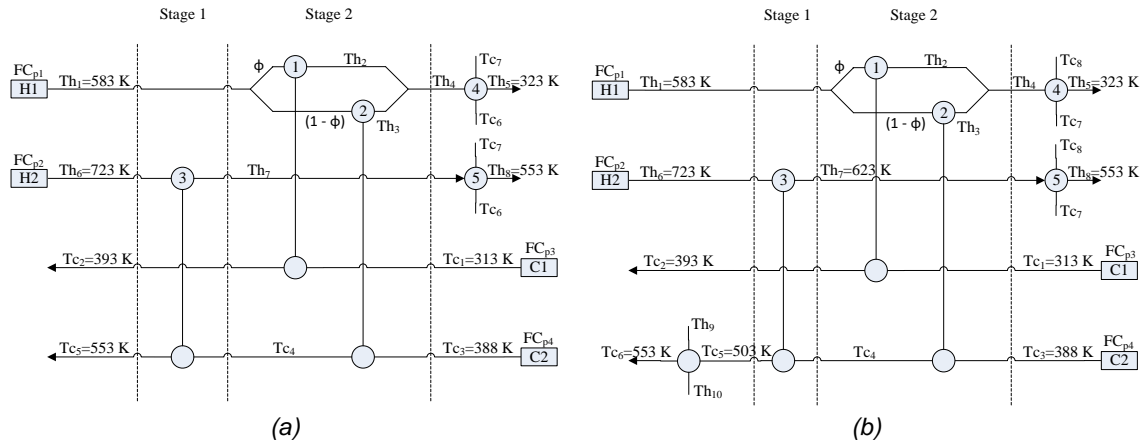 Stage 1 Stage 2
FCp1 ϕ 1 Th2 Tc7
H1 Th1=583 K Th4 Th5=323 K
4
2
(1 - ϕ) Th3 Tc6
FCp2 Tc7
H2 Th6=723 K 3 Th7 Th8=553 K
5
Tc6
FCp3
Tc2=393 K Tc1=313 K C1
FCp4
Tc5=553 K Tc4 Tc3=388 K C2
(a)
Stage 1 Stage 2
FCp1 ϕ 1 Th2 Tc8
H1 Th1=583 K Th4 Th5=323 K
4
2
(1 - ϕ) Th3 Tc7
FCp2 Tc8
H2 Th6=723 K 3 Th7=623 K Th8=553 K
5
Tc7
FCp3
Tc2=393 K Tc1=313 K C1
Th9 FCp4
Tc6=553 K Tc5=503 K Tc4 Tc3=388 K C2
Th10
(b)